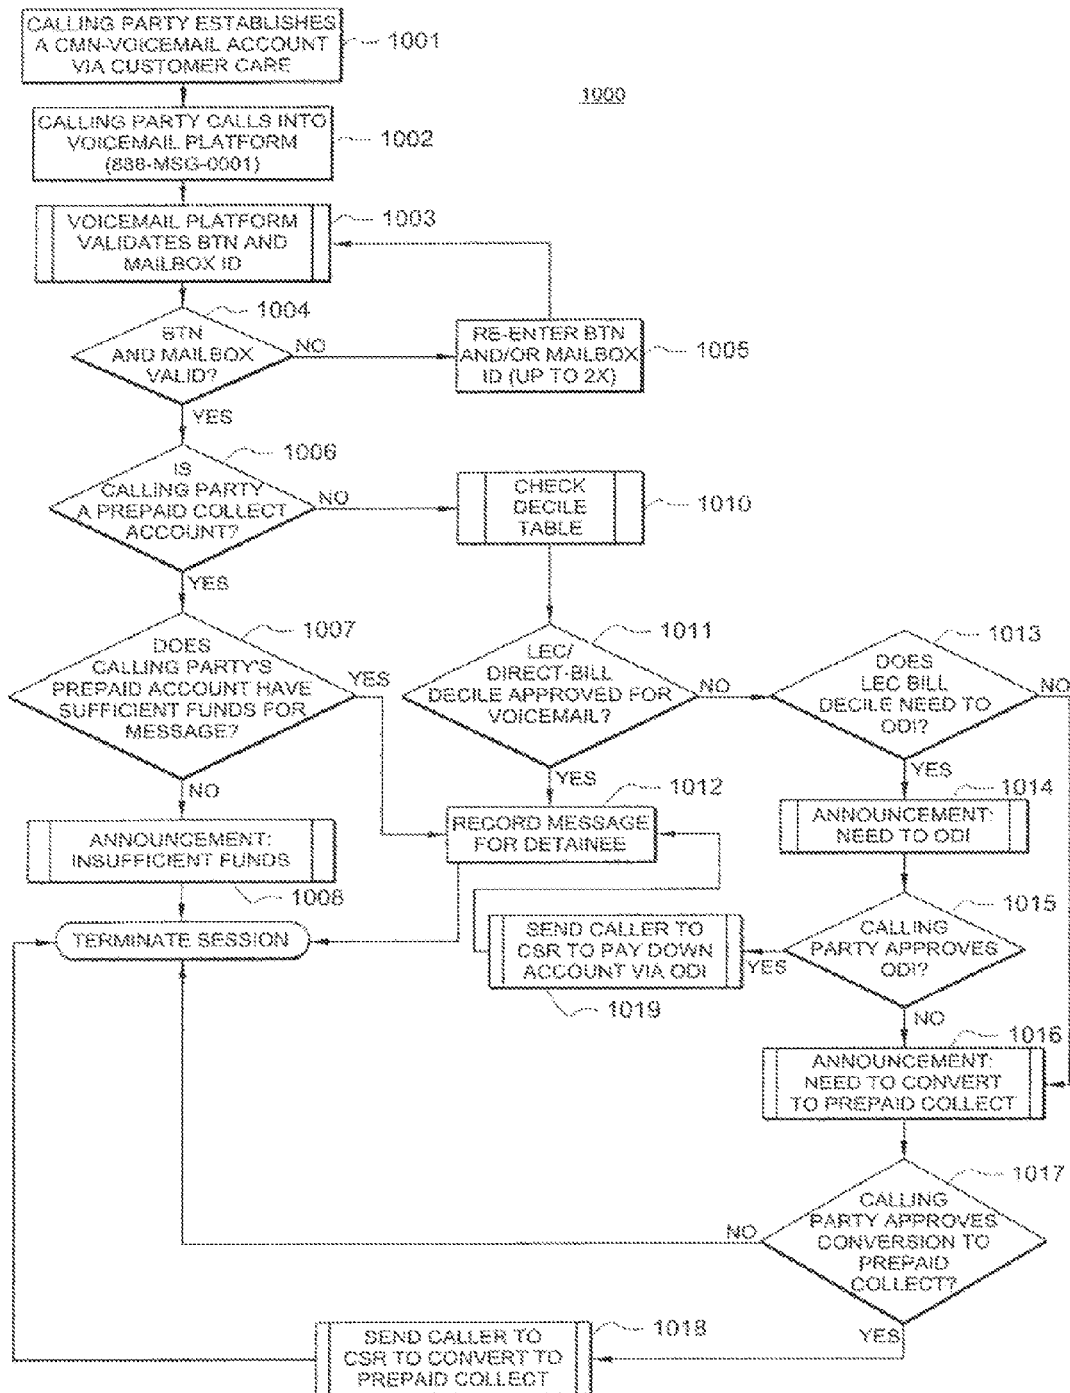 CALLING PARTY ESTABLISHES
A CMN-VOICEMAIL ACCOUNT
VIA CUSTOMER CARE
1001
1000
CALLING PARTY CALLS INTO
VOICEMAIL PLATFORM
(888-MSG-0001)
1002
VOICEMAIL PLATFORM
VALIDATES BTN AND
MAILBOX ID
1003
BTN
AND MAILBOX
VALID?
1004
NO
YES
RE-ENTER BTN
AND/OR MAILBOX
ID (UP TO 2X)
1005
IS
CALLING PARTY
A PREPAID COLLECT
ACCOUNT?
1006
NO
YES
CHECK
DECILE
TABLE
1010
DOES
CALLING PARTY'S
PREPAID ACCOUNT HAVE
SUFFICIENT FUNDS FOR
MESSAGE?
1007
YES
NO
LEC/
DIRECT-BILL
DECILE APPROVED FOR
VOICEMAIL?
1011
NO
YES
DOES
LEC BILL
DECILE NEED TO
ODI?
1013
NO
YES
ANNOUNCEMENT:
INSUFFICIENT FUNDS
1008
RECORD MESSAGE
FOR DETAINEE
1012
ANNOUNCEMENT:
NEED TO ODI
1014
TERMINATE SESSION
SEND CALLER TO
CSR TO PAY DOWN
ACCOUNT VIA ODI
1019
CALLING
PARTY APPROVES
ODI?
1015
YES
NO
ANNOUNCEMENT:
NEED TO CONVERT
TO PREPAID COLLECT
1016
CALLING
PARTY APPROVES
CONVERSION TO
PREPAID
COLLECT?
1017
NO
YES
SEND CALLER TO
CSR TO CONVERT TO
PREPAID COLLECT
1018